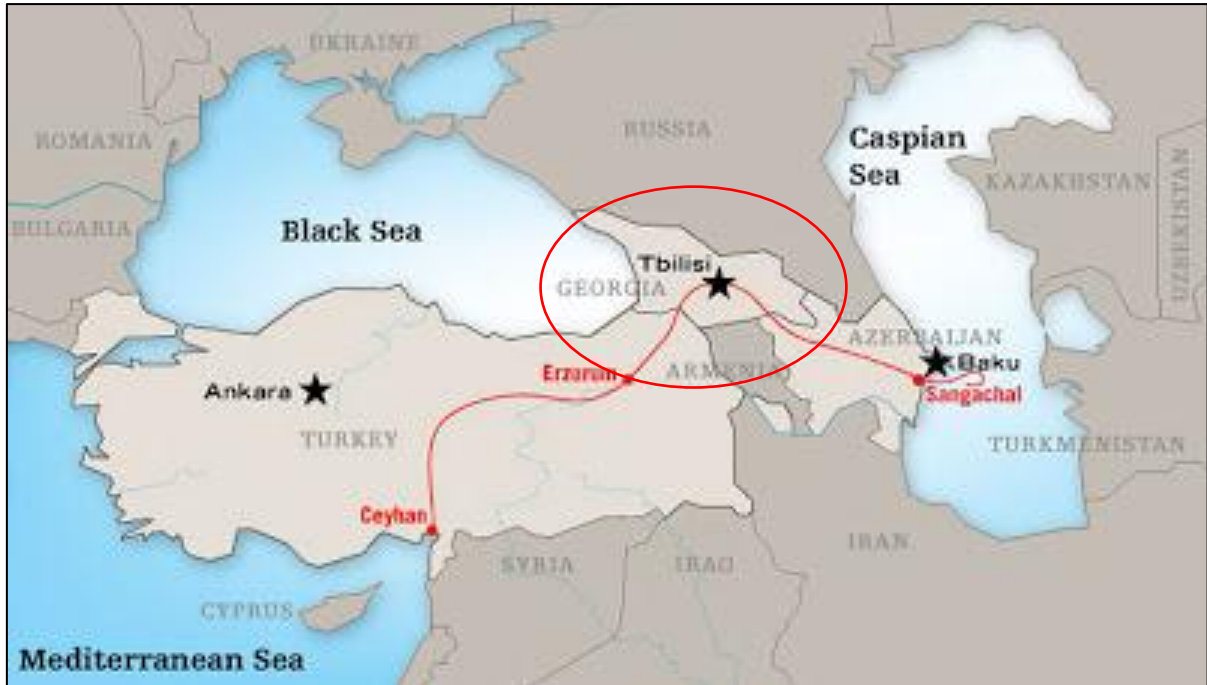 UKRAINE
ROMANIA
RUSSIA
Caspian
Sea
KAZAKHSTAN
UZBEKISTAN
BULGARIA
Black Sea
Tbilisi
GEORGIA
AZERBAIJAN
Baku
Ankara
Erzurum
ARMENIA
Sangachal
TURKEY
TURKMENISTAN
Ceyhan
IRAN
SYRIA
IRAQ
CYPRUS
Mediterranean Sea